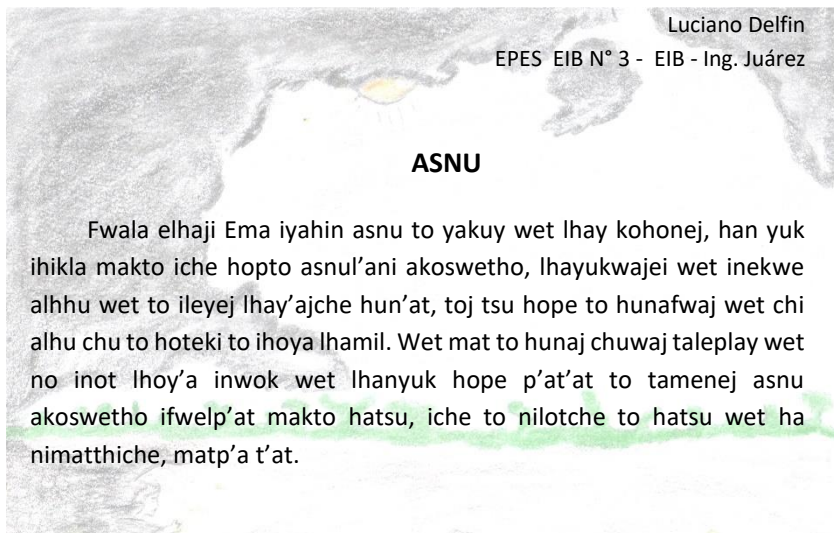 Luciano Delfin
EPES EIB N° 3 - EIB - Ing. Juárez
ASNU
Fwala elhaji Ema iyahin asnu to yakuy wet lhay kohonej, han yuk
ihikla makto iche hopto asnul'ani akoswetho, lhayukwajei wet inekwe
alhhu wet to ileyej lhay'ajche hun'at, toj tsu hope to hunafwaj wet chi
alhu chu to hoteki to ihoya lhamil. Wet mat to hunaj chuwaj taleplay wet
no inot lhoy'a inwok wet lhanyuk hope p'at'at to tamenej asnu
akoswetho ifwelp'at makto hatsu, iche to nilotche to hatsu wet ha
nimatthiche, matp'a t'at.